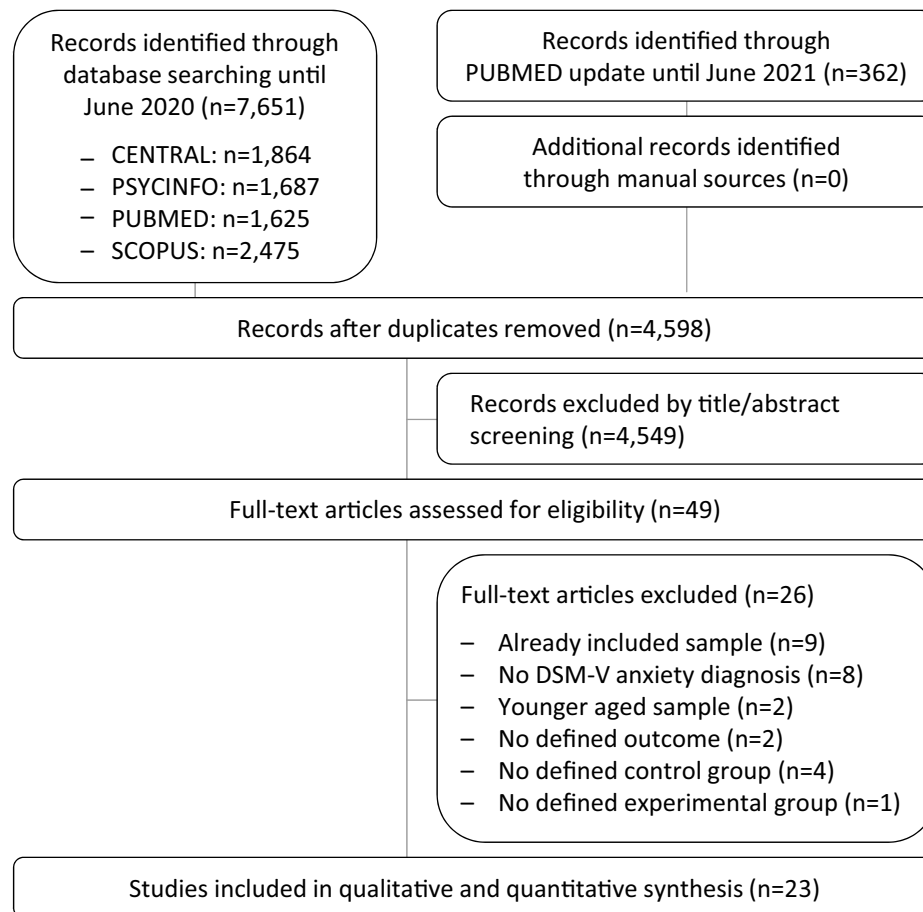 Records identified through
database searching until
June 2020 (n=7,651)
– CENTRAL: n=1,864
– PSYCINFO: n=1,687
– PUBMED: n=1,625
– SCOPUS: n=2,475
Records identified through
PUBMED update until June 2021 (n=362)
Additional records identified
through manual sources (n=0)
Records after duplicates removed (n=4,598)
Records excluded by title/abstract
screening (n=4,549)
Full-text articles assessed for eligibility (n=49)
Full-text articles excluded (n=26)
– Already included sample (n=9)
– No DSM-V anxiety diagnosis (n=8)
– Younger aged sample (n=2)
– No defined outcome (n=2)
– No defined control group (n=4)
– No defined experimental group (n=1)
Studies included in qualitative and quantitative synthesis (n=23)